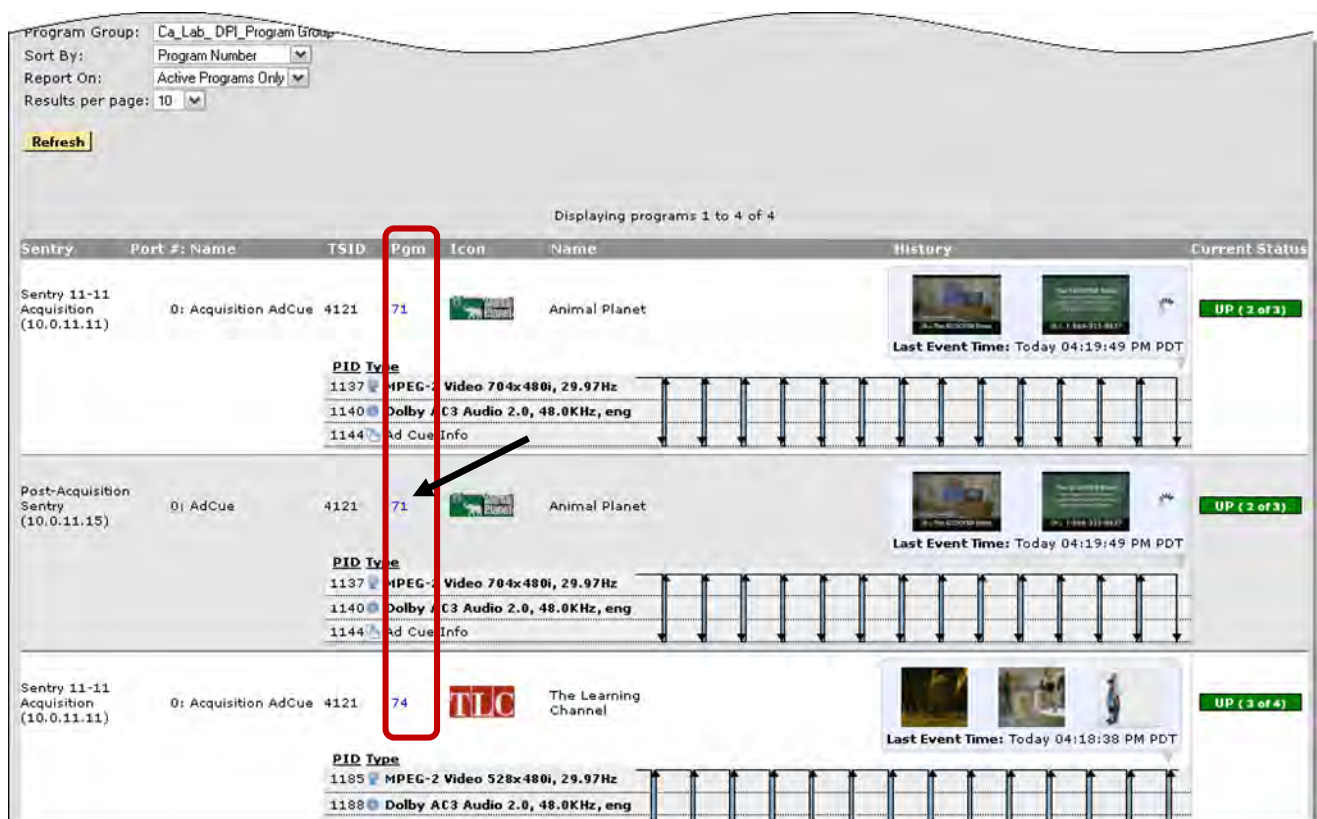 Program Group: Ca_Lab_ DPI_Program Group
Sort By: Program Number
Report On: Active Programs Only
Results per page: 10
Refresh
Displaying programs 1 to 4 of 4
Sentry Port #: Name TSID Pgm Icon Name History Current Status
Sentry 11-11
Acquisition
(10.0.11.11)
0: Acquisition AdCue 4121 71 Animal Planet UP ( 2 of 3)
Last Event Time: Today 04:19:49 PM PDT
PID Type
1137 MPEG-2 Video 704x480i, 29.97Hz
1140 Dolby AC3 Audio 2.0, 48.0KHz, eng
1144 Ad Cue Info
Post-Acquisition
Sentry
(10.0.11.15)
0: AdCue 4121 71 Animal Planet UP ( 2 of 3)
Last Event Time: Today 04:19:49 PM PDT
PID Type
1137 MPEG-2 Video 704x480i, 29.97Hz
1140 Dolby AC3 Audio 2.0, 48.0KHz, eng
1144 Ad Cue Info
Sentry 11-11
Acquisition
(10.0.11.11)
0: Acquisition AdCue 4121 74 TLC The Learning
Channel
UP ( 3 of 4)
Last Event Time: Today 04:18:38 PM PDT
PID Type
1185 MPEG-2 Video 528x480i, 29.97Hz
1188 Dolby AC3 Audio 2.0, 48.0KHz, eng